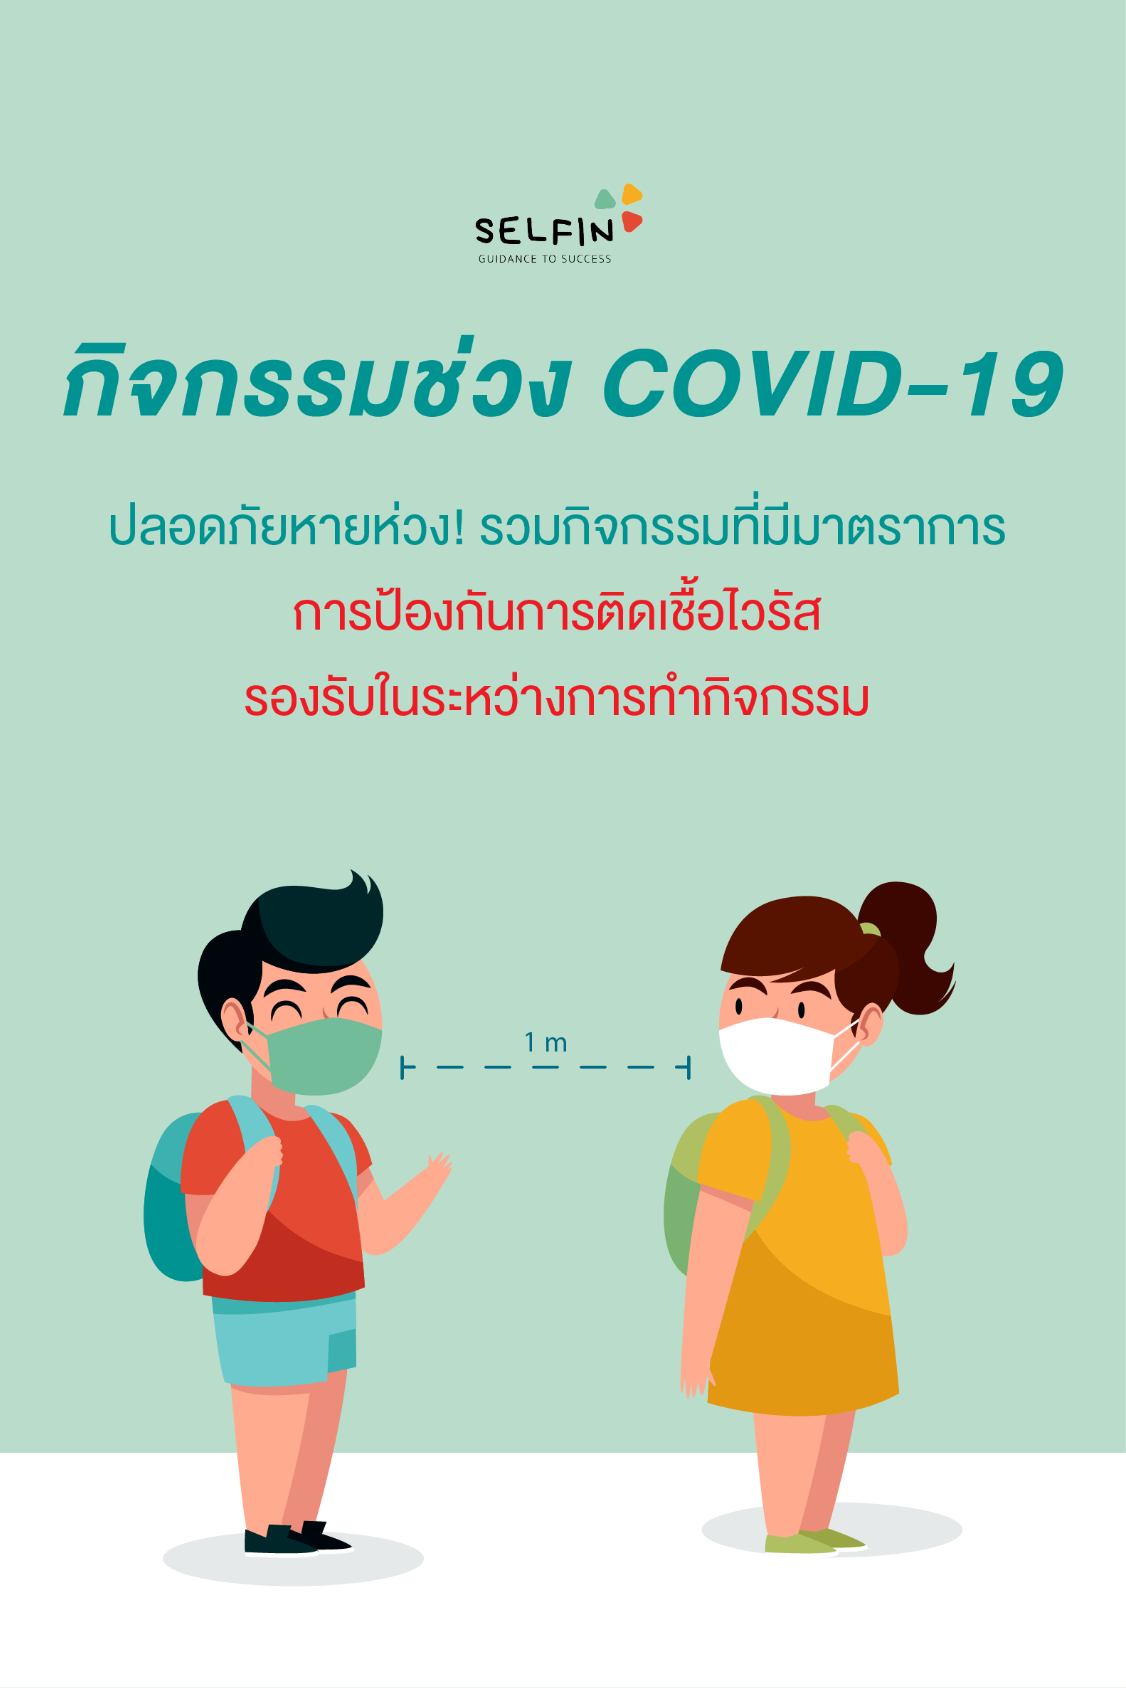 SELFIN
GUIDANCE TO SUCCESS
กิจกรรมช่วง COVID-19
ปลอดภัยหายห่วง! รวมกิจกรรมที่มีมาตราการ
การป้องกันการติดเชื้อไวรัส
รองรับในระหว่างการทำกิจกรรม
1 m